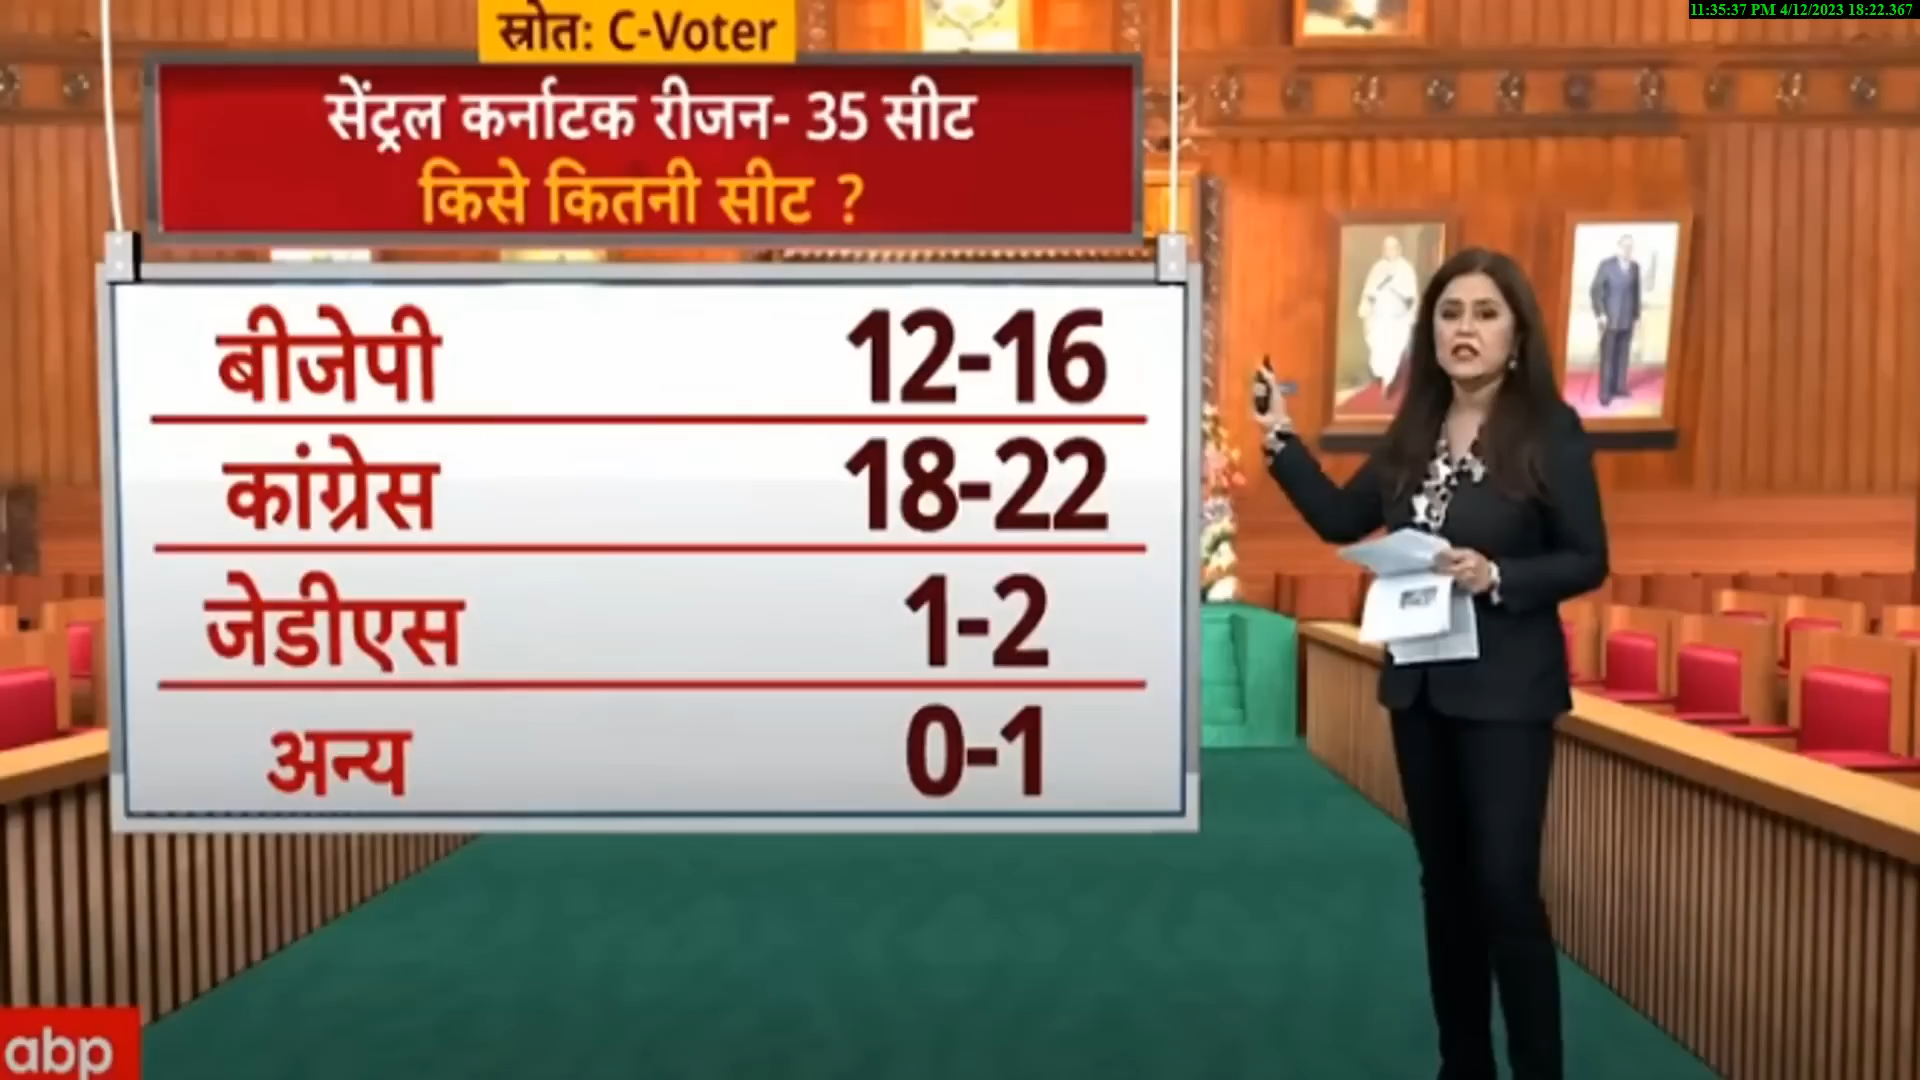 11:35:37 PM 4/12/2023 18:22.367
स्रोत: C-Voter
सेंट्रल कर्नाटक रीजन- 35 सीट
किसे कितनी सीट ?
बीजेपी 12-16
कांग्रेस 18-22
जेडीएस 1-2
अन्य 0-1
abp